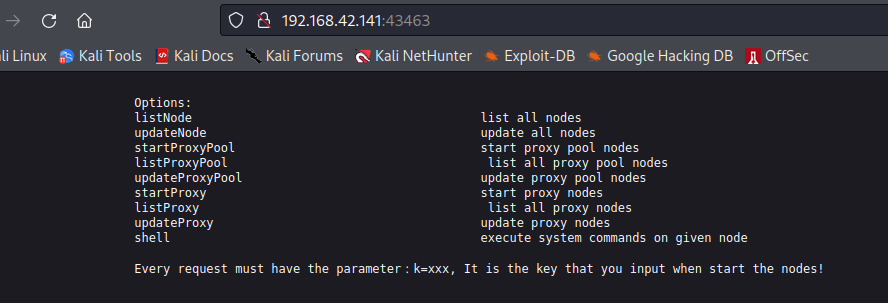 192.168.42.141:43463
ali Linux Kali Tools Kali Docs Kali Forums Kali NetHunter Exploit-DB Google Hacking DB OffSec
Options:
listNode list all nodes
updateNode update all nodes
startProxyPool start proxy pool nodes
listProxyPool list all proxy pool nodes
updateProxyPool update proxy pool nodes
startProxy start proxy nodes
listProxy list all proxy nodes
updateProxy update proxy nodes
shell execute system commands on given node
Every request must have the parameter：k=xxx, It is the key that you input when start the nodes!